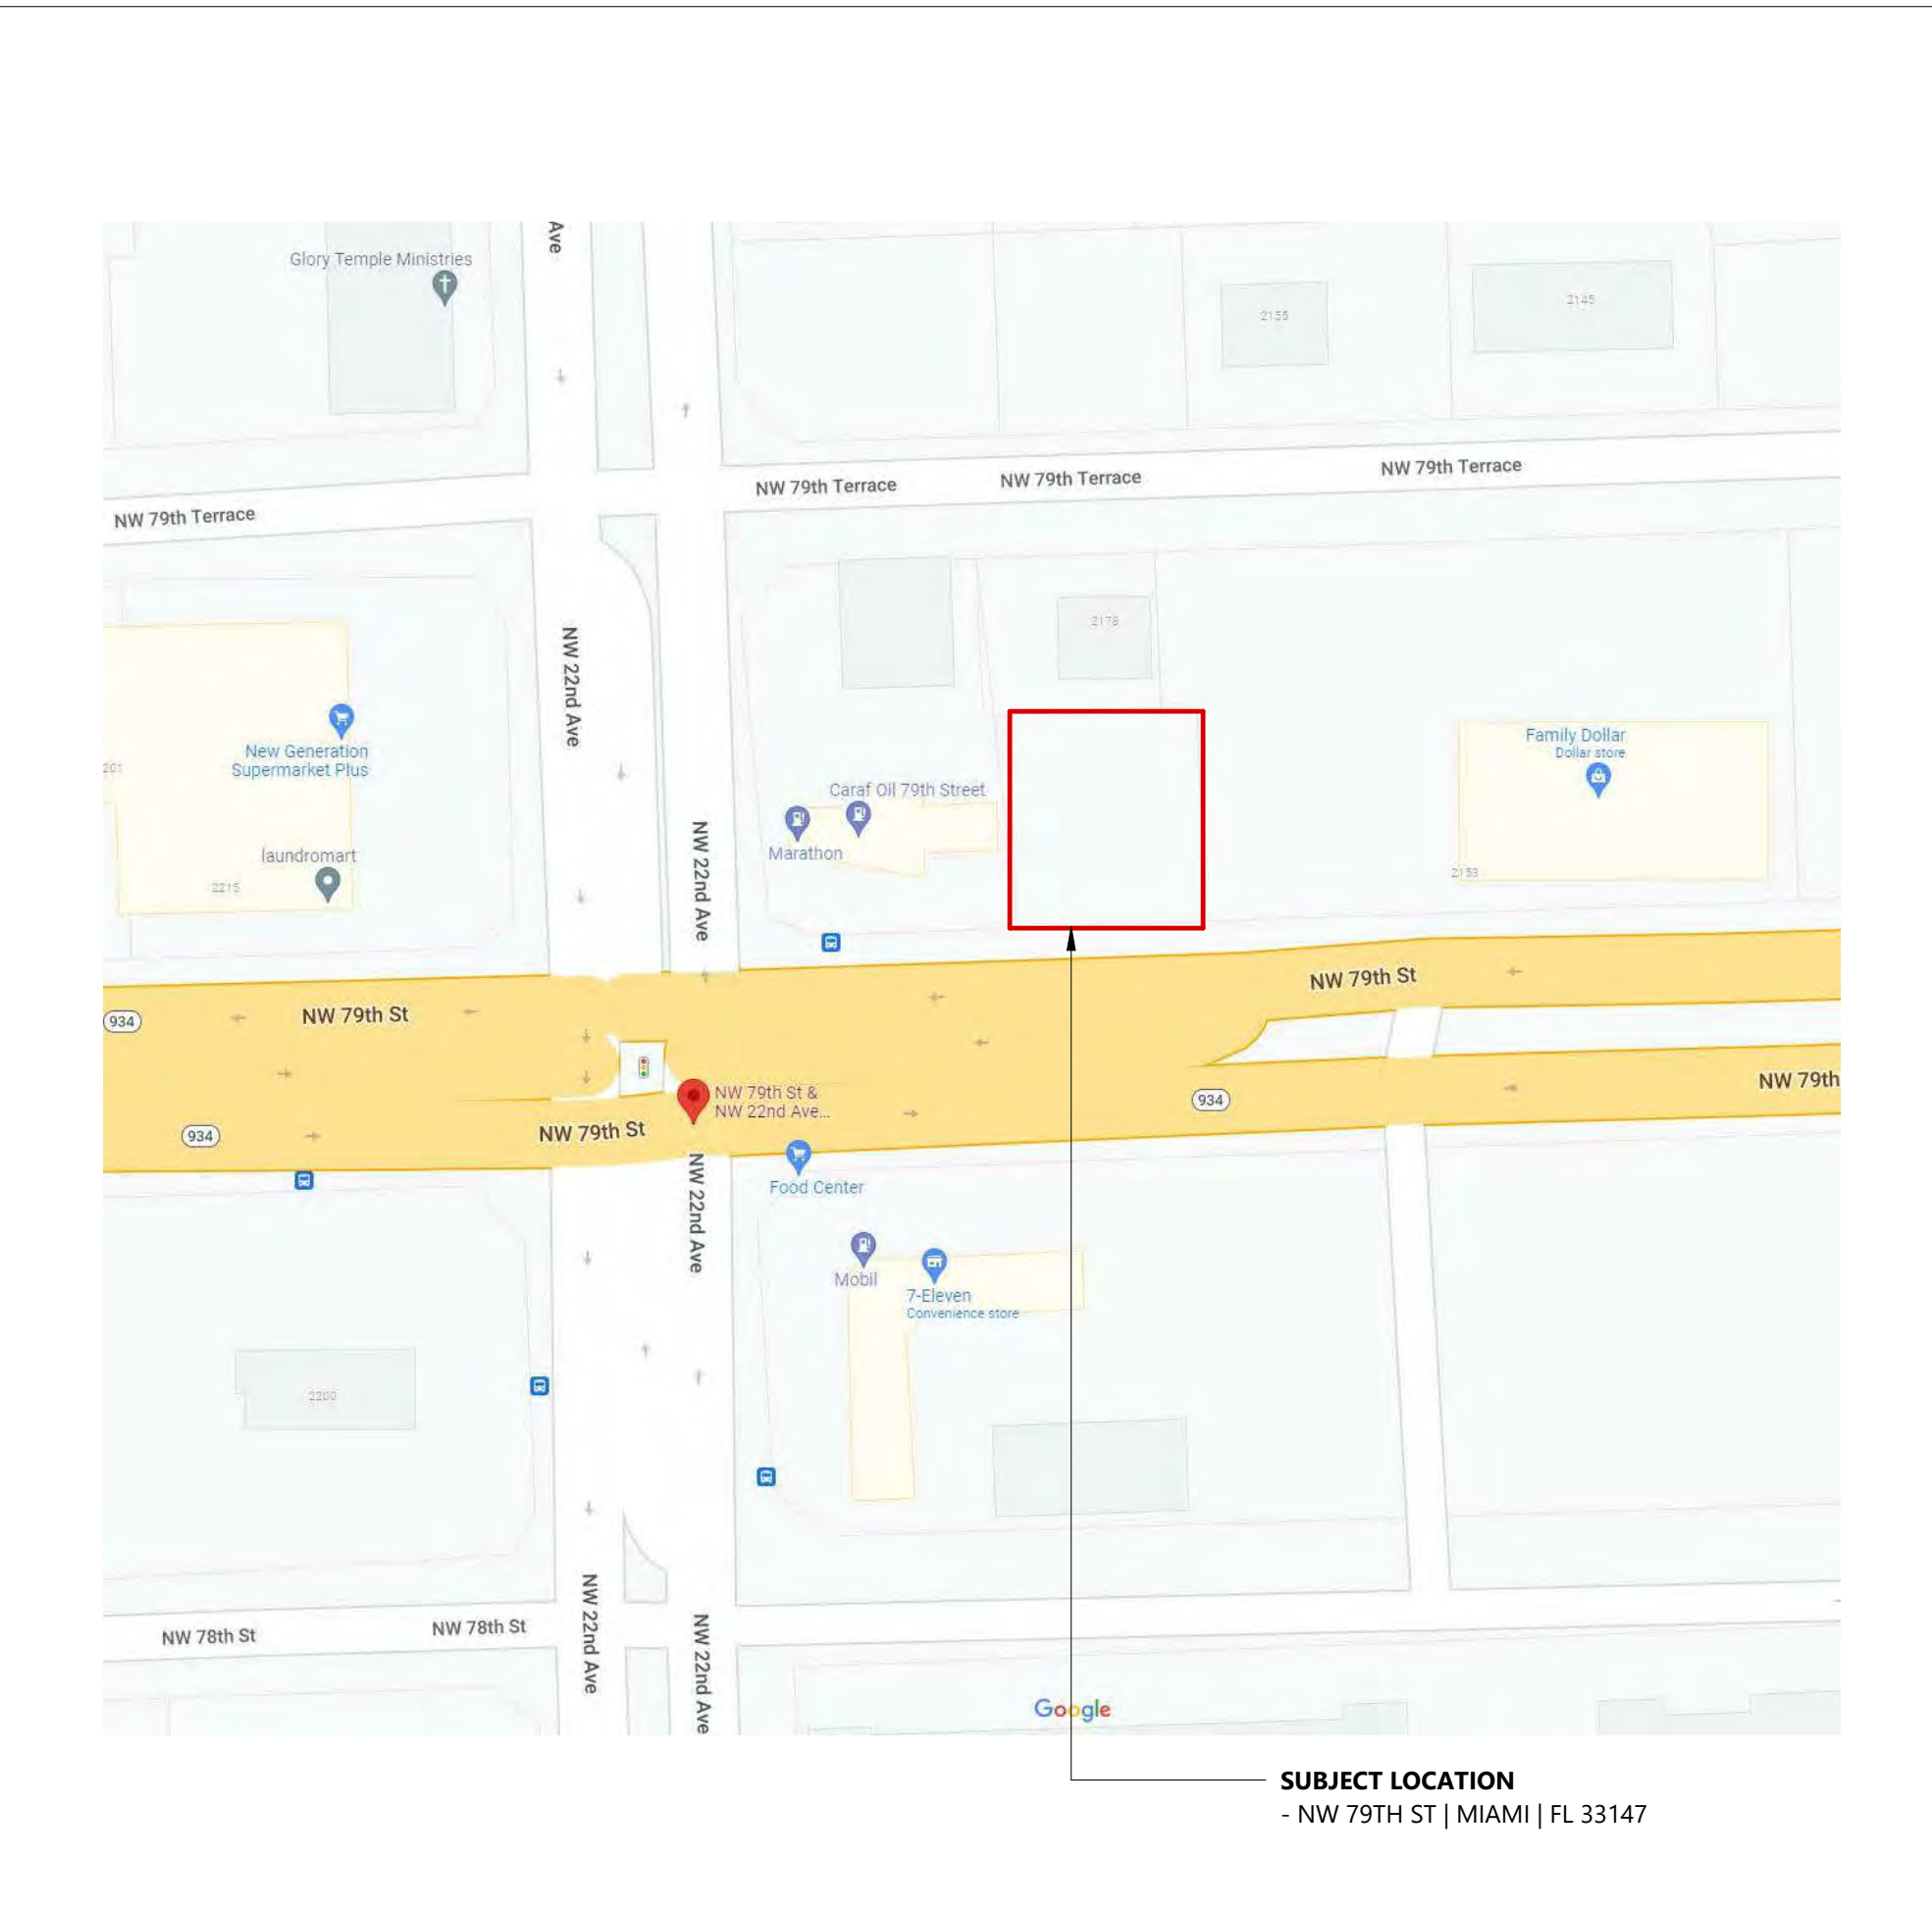 Ave
Glory Temple Ministries
2155
2145
NW 79th Terrace
NW 79th Terrace
NW 79th Terrace
NW 79th Terrace
2178
NW 22nd Ave
New Generation
Supermarket Plus
201
Family Dollar
Dollar store
Caraf Oil 79th Street
Marathon
NW 22nd Ave
laundromart
2215
2153
NW 79th St
934
NW 79th St
NW 79th
NW 79th St &
NW 22nd Ave...
934
934
NW 79th St
Food Center
NW 22nd Ave
Mobil
7-Eleven
Convenience store
2200
NW 78th St
NW 78th St
NW 22nd Ave
NW 22nd Ave
Google
SUBJECT LOCATION
- NW 79TH ST | MIAMI | FL 33147